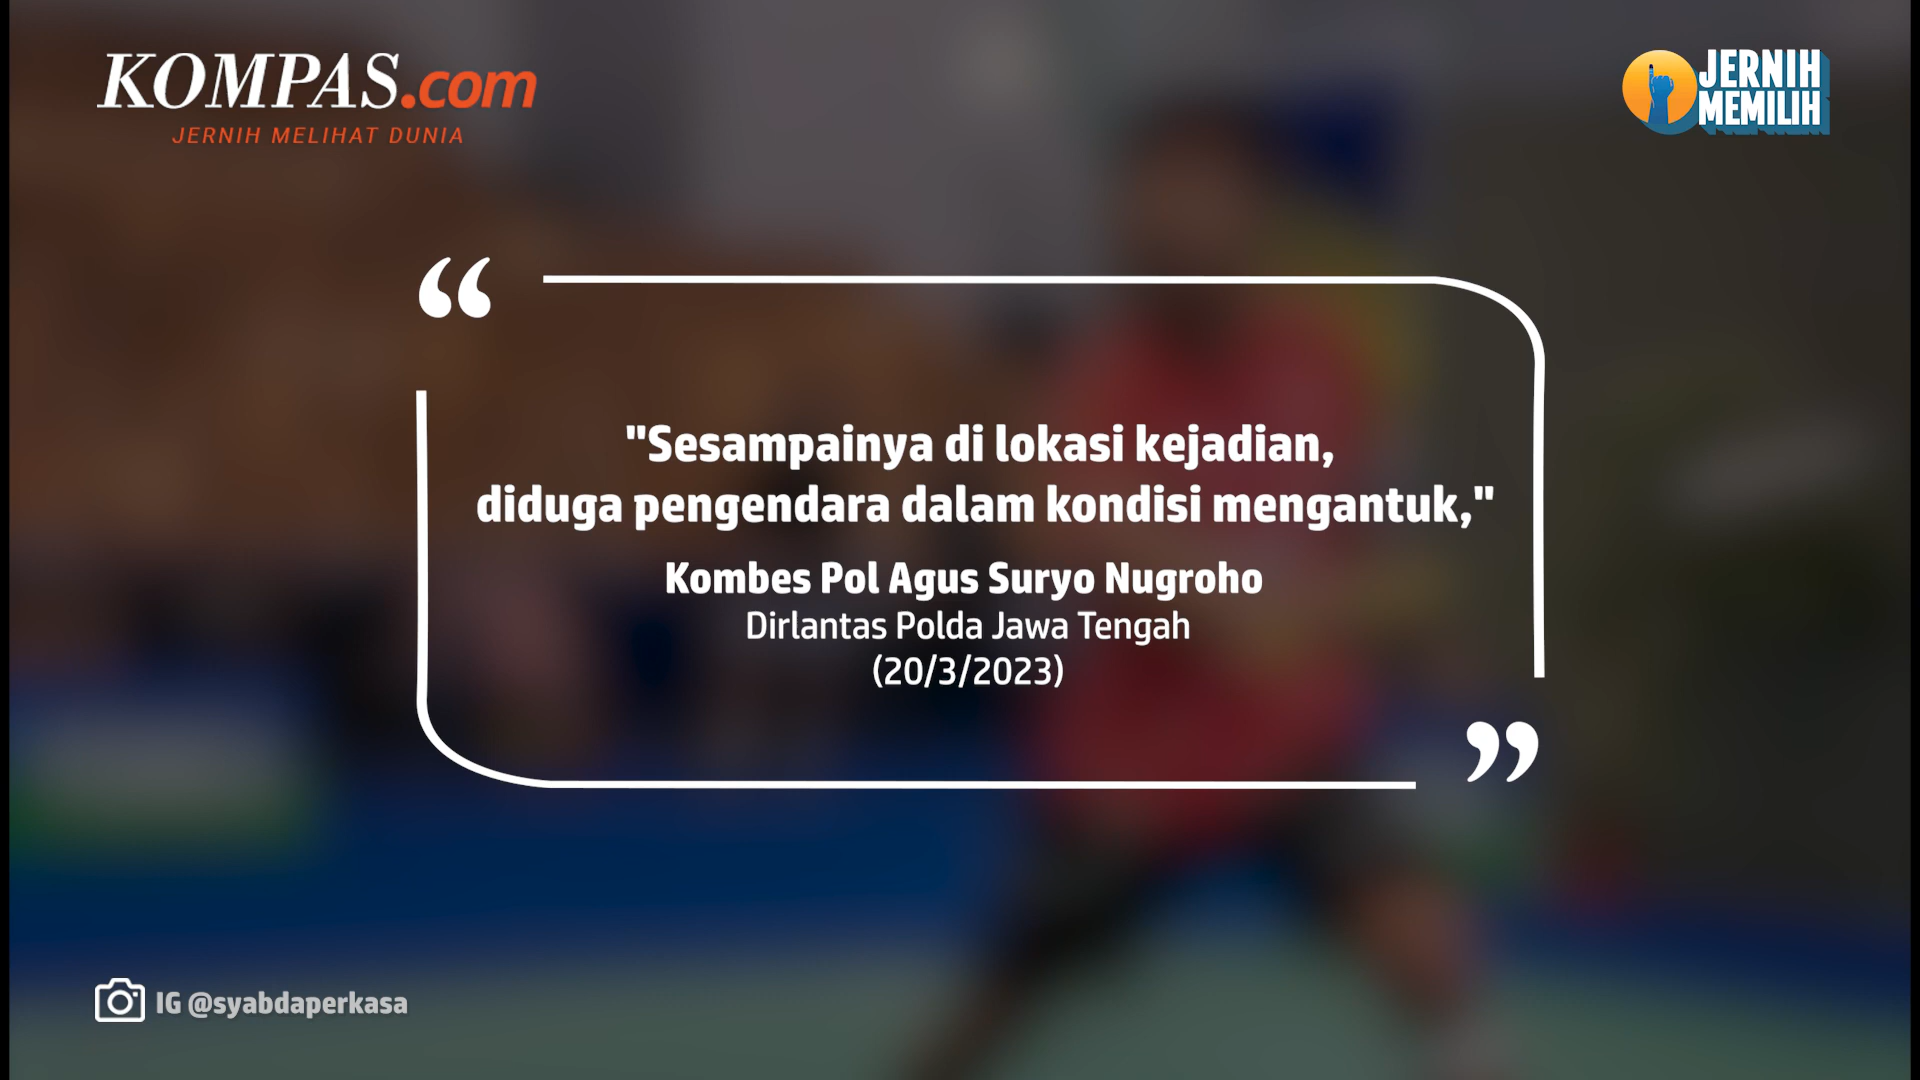 KOMPAS.com
JERNIH MELIHAT DUNIA
JERNIH
MEMILIH
"Sesampainya di lokasi kejadian,
diduga pengendara dalam kondisi mengantuk,"
Kombes Pol Agus Suryo Nugroho
Dirlantas Polda Jawa Tengah
(20/3/2023)
IG @syabdaperkasa